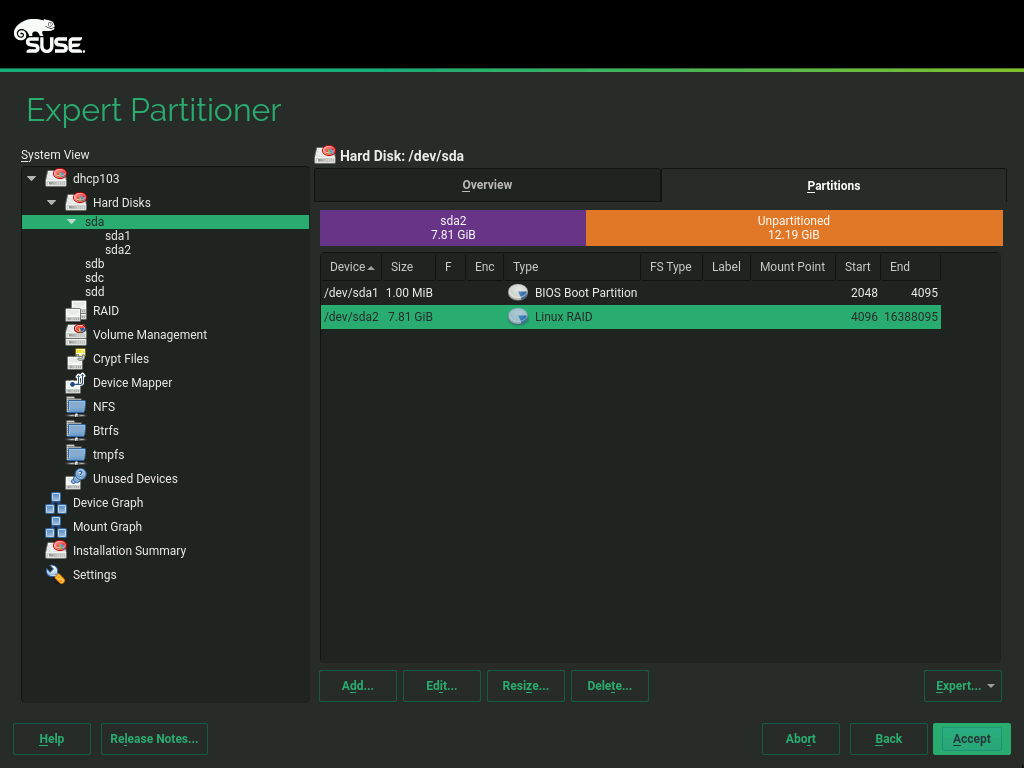 SUSE.
Expert Partitioner
System View
dhcp103
Hard Disks
sda
sda1
sda2
sdb
sdc
sdd
RAID
Volume Management
Crypt Files
Device Mapper
NFS
Btrfs
tmpfs
Unused Devices
Device Graph
Mount Graph
Installation Summary
Settings
Hard Disk: /dev/sda
Overview Partitions
sda2 Unpartitioned
7.81 GiB 12.19 GiB
Device Size F Enc Type FS Type Label Mount Point Start End
/dev/sda1 1.00 MiB BIOS Boot Partition 2048 4095
/dev/sda2 7.81 GiB Linux RAID 4096 16388095
Add... Edit... Resize... Delete... Expert...
Help Release Notes... Abort Back Accept